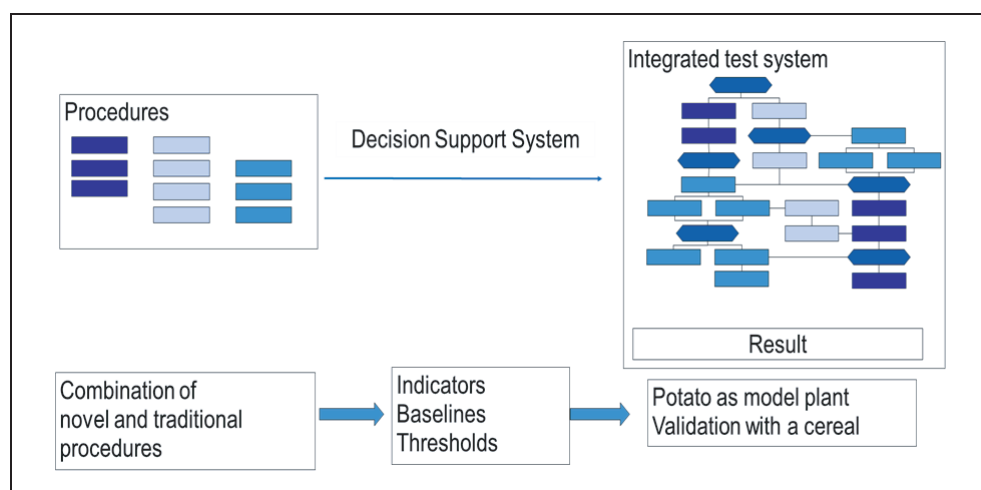 Procedures
Decision Support System
Integrated test system
Result
Combination of
novel and traditional
procedures
Indicators
Baselines
Thresholds
Potato as model plant
Validation with a cereal